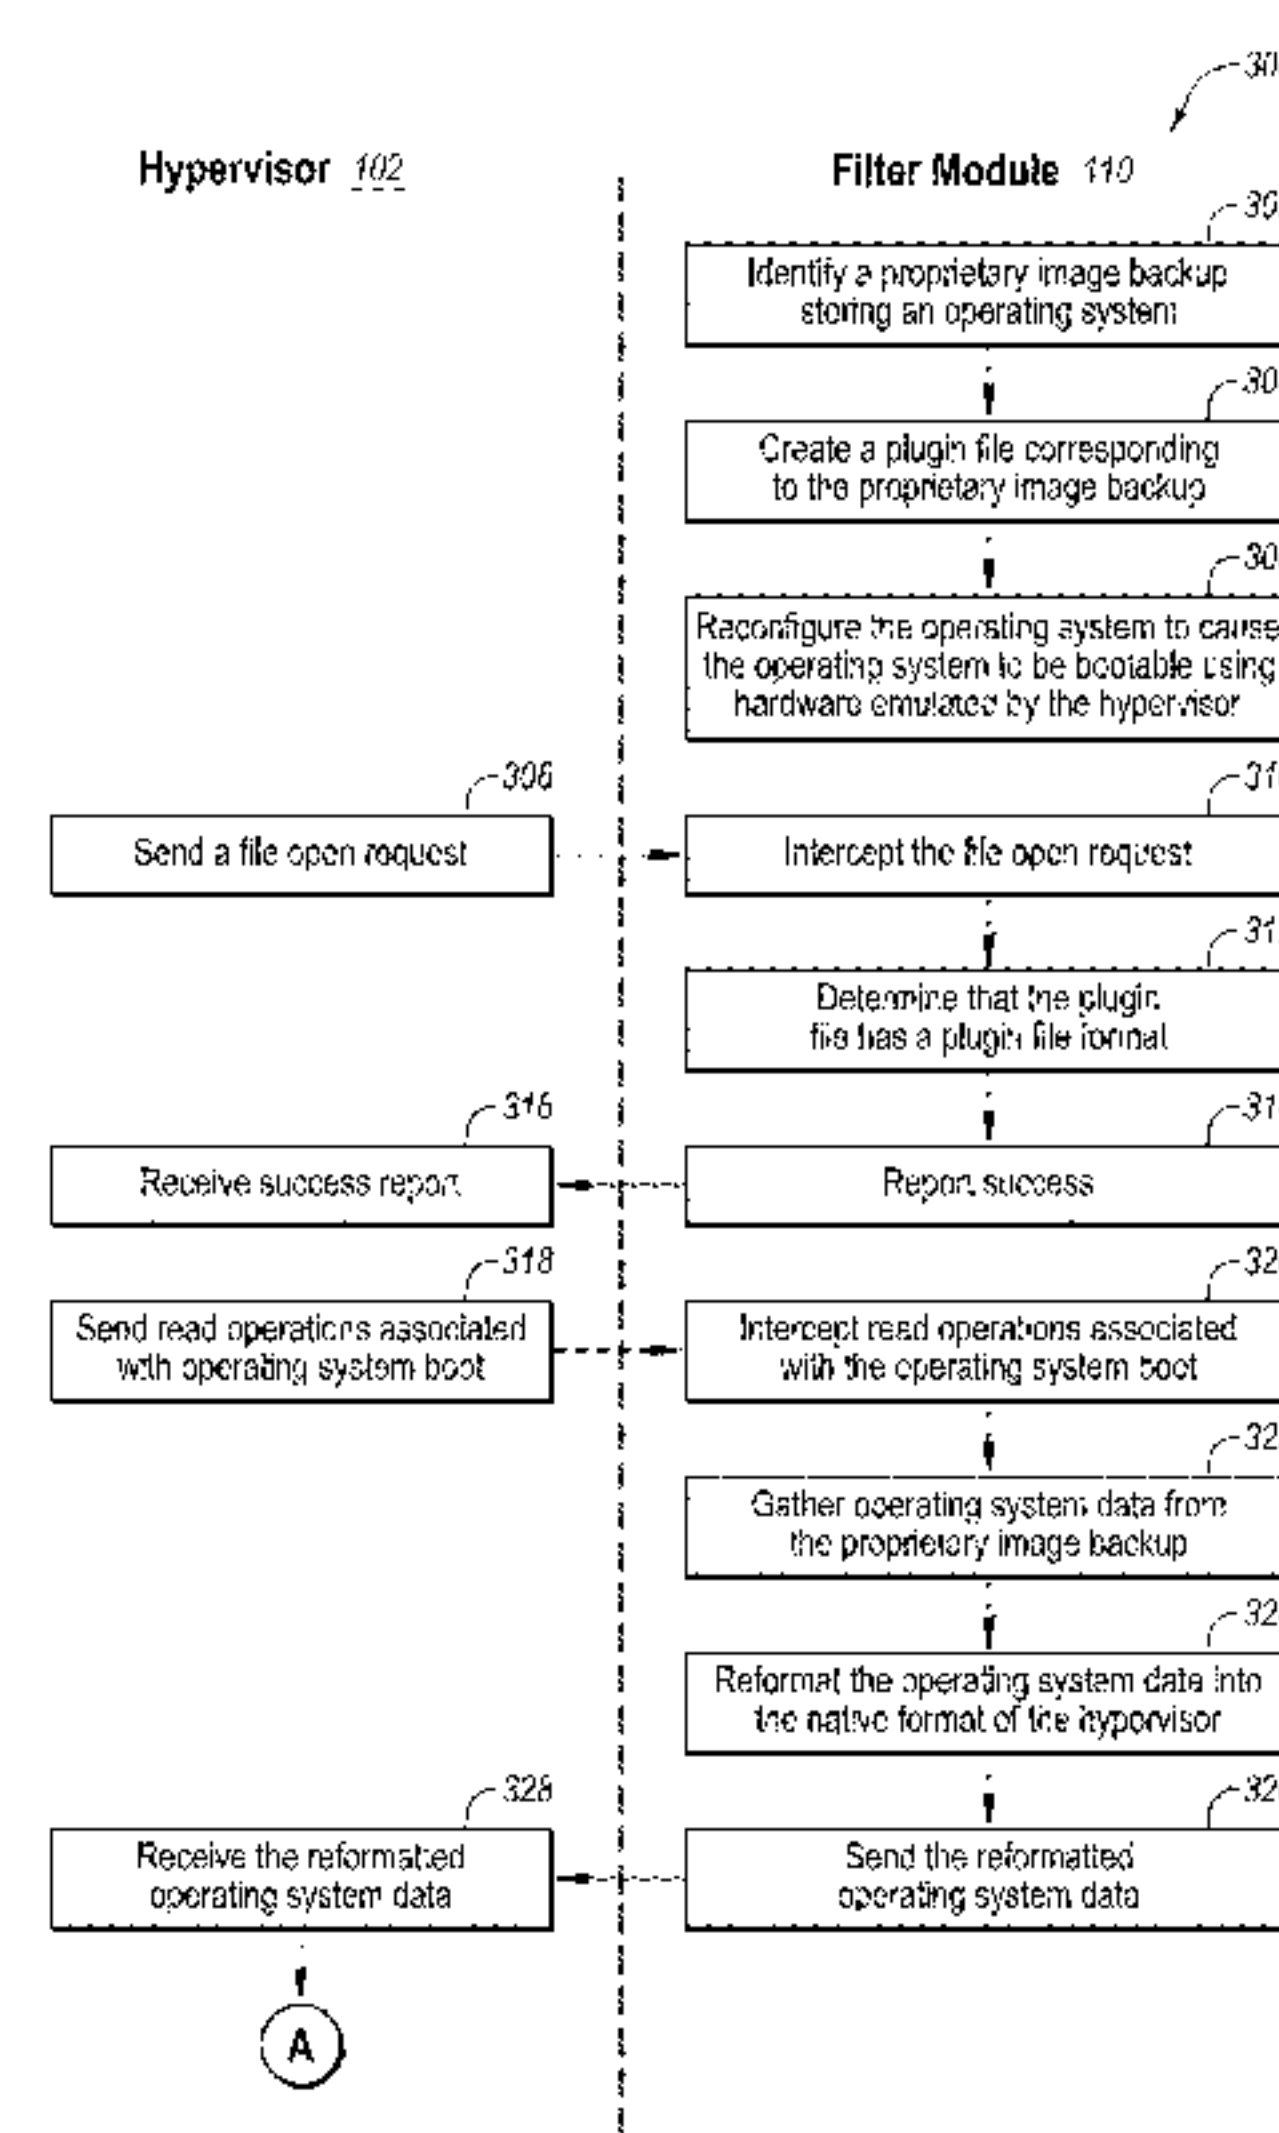 30
Hypervisor 102
Filter Module 110
30
Identify a proprietary image backup
storing an operating system
30
Create a plugin file corresponding
to the proprietary image backup
30
Reconfigure the operating system to cause
the operating system to be bootable using
hardware emulated by the hypervisor
308
Send a file open request
31
Intercept the file open request
31
Determine that the plugin
file has a plugin file format
316
Receive success report
31
Report success
318
Send read operations associated
with operating system boot
32
Intercept read operations associated
with the operating system boot
32
Gather operating system data from
the proprietary image backup
32
Reformat the operating system data into
the native format of the hypervisor
328
Receive the reformatted
operating system data
32
Send the reformatted
operating system data
A